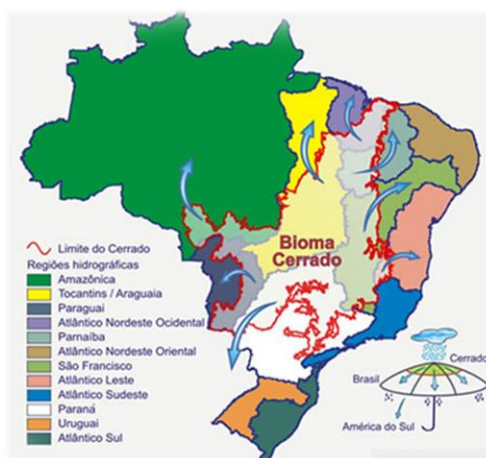 Bioma
Cerrado
Limite do Cerrado
Regiões hidrográficas
Amazônica
Tocantins / Araguaia
Paraguai
Atlântico Nordeste Ocidental
Parnaíba
Atlântico Nordeste Oriental
São Francisco
Atlântico Leste
Atlântico Sudeste
Paraná
Uruguai
Atlântico Sul
Cerrado
Brasil
América do Sul